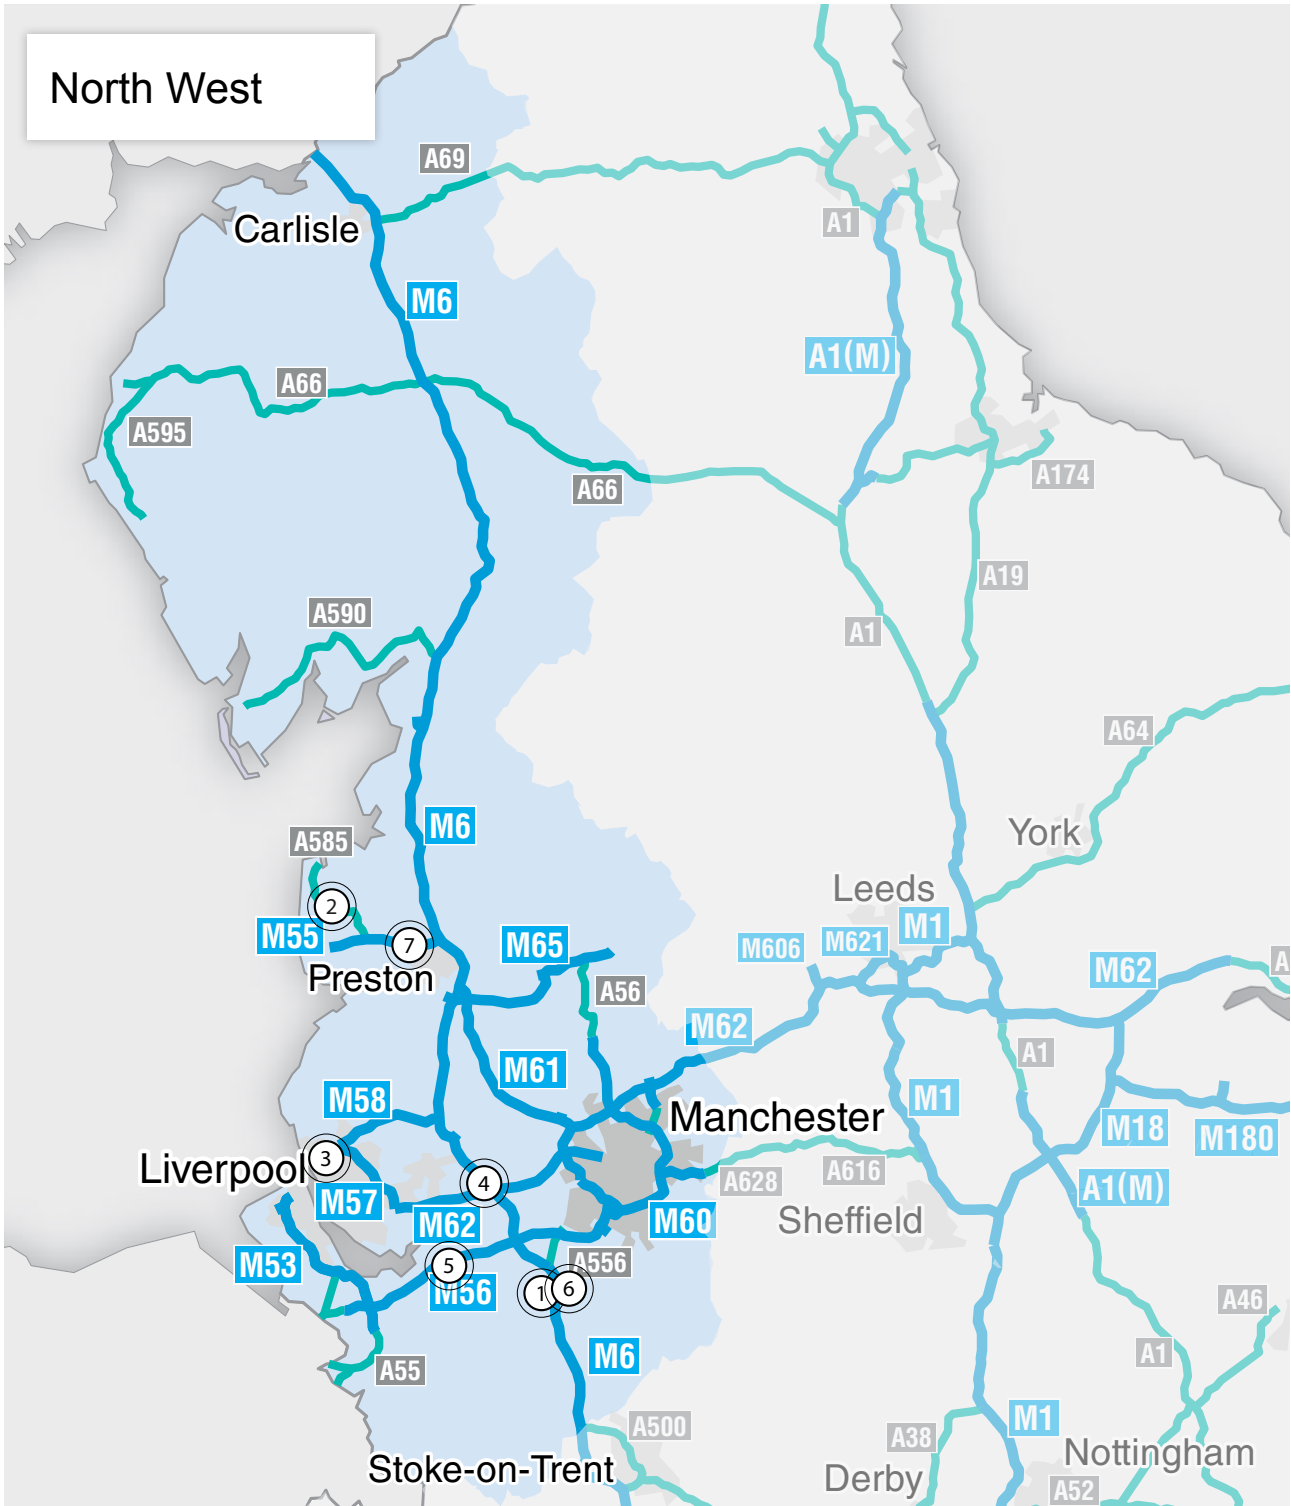 North West
A69
Carlisle
A1
M6
A1(M)
A66
A595
A66
A174
A19
A590
A1
A64
M6
York
A585
Leeds
2
M55
7
M65
M606
M621
M1
M62
Preston
A56
M62
A1
M61
M58
M1
Manchester
M18
M180
3
Liverpool
4
A628
A616
A1(M)
M57
M62
M60
Sheffield
M53
5
A556
M56
1
6
A46
M6
A1
A55
M1
A500
A38
Nottingham
Stoke-on-Trent
Derby
A52
A